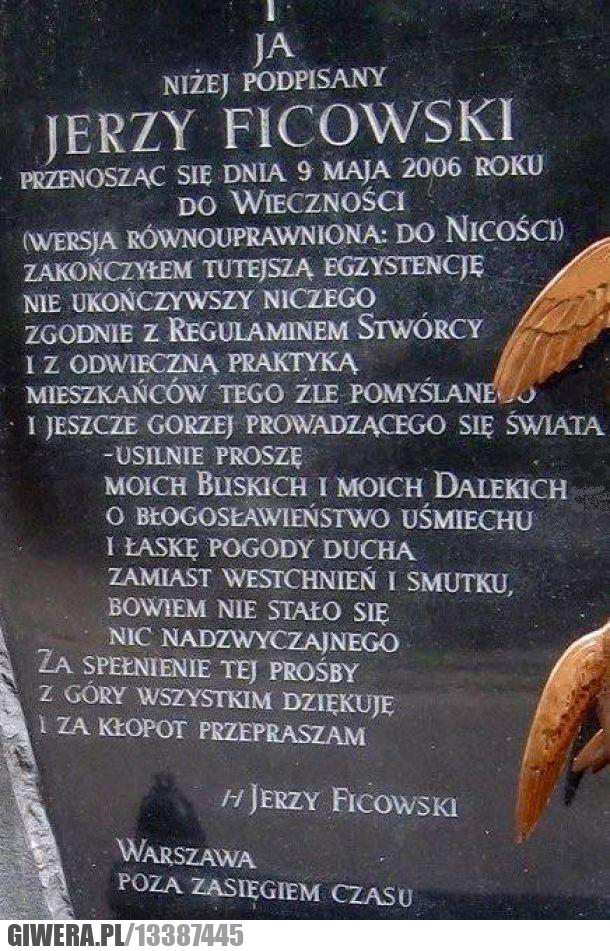 JA
NIŻEJ PODPISANY
JERZY FICOWSKI
PRZENOSZĄC SIĘ DNIA 9 MAJA 2006 ROKU
DO WIECZNOŚCI
(WERSJA RÓWNOUPRAWNIONA: DO NICOŚCI)
ZAKOŃCZYŁEM TUTEJSZĄ EGZYSTENCJĘ
NIE UKOŃCZYWSZY NICZEGO
ZGODNIE Z REGULAMINEM STWÓRCY
I Z ODWIECZNĄ PRAKTYKĄ
MIESZKAŃCÓW TEGO ŹLE POMYŚLANEGO
I JESZCZE GORZEJ PROWADZĄCEGO SIĘ ŚWIATA
-USILNIE PROSZĘ
MOICH BLISKICH I MOICH DALEKICH
O BŁOGOSŁAWIEŃSTWO UŚMIECHU
I ŁASKĘ POGODY DUCHA
ZAMIAST WESTCHNIEŃ I SMUTKU,
BOWIEM NIE STAŁO SIĘ
NIC NADZWYCZAJNEGO
ZA SPEŁNIENIE TEJ PROŚBY
Z GÓRY WSZYSTKIM DZIĘKUJĘ
I ZA KŁOPOT PRZEPRASZAM
/-/ JERZY FICOWSKI
WARSZAWA
POZA ZASIĘGIEM CZASU
GIWERA.PL/13387445